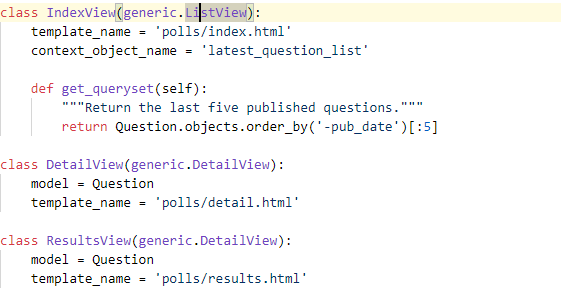 class IndexView(generic.ListView):
    template_name = 'polls/index.html'
    context_object_name = 'latest_question_list'
    def get_queryset(self):
        """Return the last five published questions."""
        return Question.objects.order_by('-pub_date')[:5]
class DetailView(generic.DetailView):
    model = Question
    template_name = 'polls/detail.html'
class ResultsView(generic.DetailView):
    model = Question
    template_name = 'polls/results.html'